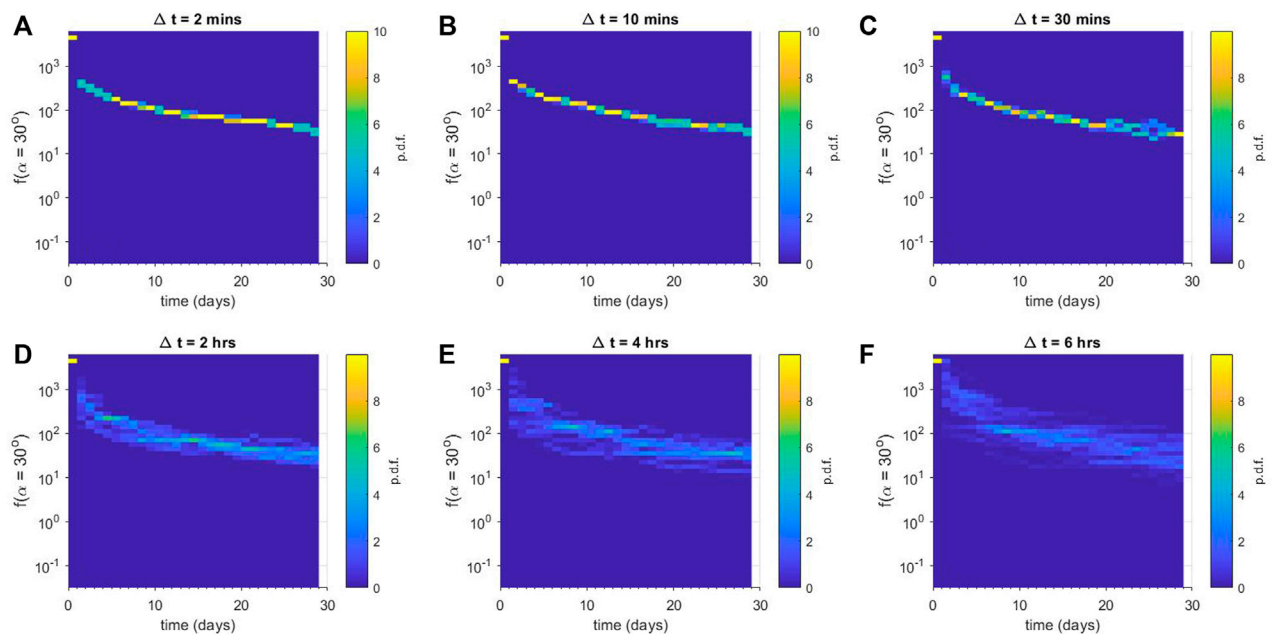 A
Δ t = 2 mins
f(α = 30°)
10³
10²
10¹
10⁰
10⁻¹
0
10
20
30
time (days)
10
8
6
4
2
0
p.d.f.
B
Δ t = 10 mins
f(α = 30°)
10³
10²
10¹
10⁰
10⁻¹
0
10
20
30
time (days)
10
8
6
4
2
0
p.d.f.
C
Δ t = 30 mins
f(α = 30°)
10³
10²
10¹
10⁰
10⁻¹
0
10
20
30
time (days)
8
6
4
2
0
p.d.f.
D
Δ t = 2 hrs
f(α = 30°)
10³
10²
10¹
10⁰
10⁻¹
0
10
20
30
time (days)
8
6
4
2
0
p.d.f.
E
Δ t = 4 hrs
f(α = 30°)
10³
10²
10¹
10⁰
10⁻¹
0
10
20
30
time (days)
8
6
4
2
0
p.d.f.
F
Δ t = 6 hrs
f(α = 30°)
10³
10²
10¹
10⁰
10⁻¹
0
10
20
30
time (days)
8
6
4
2
0
p.d.f.